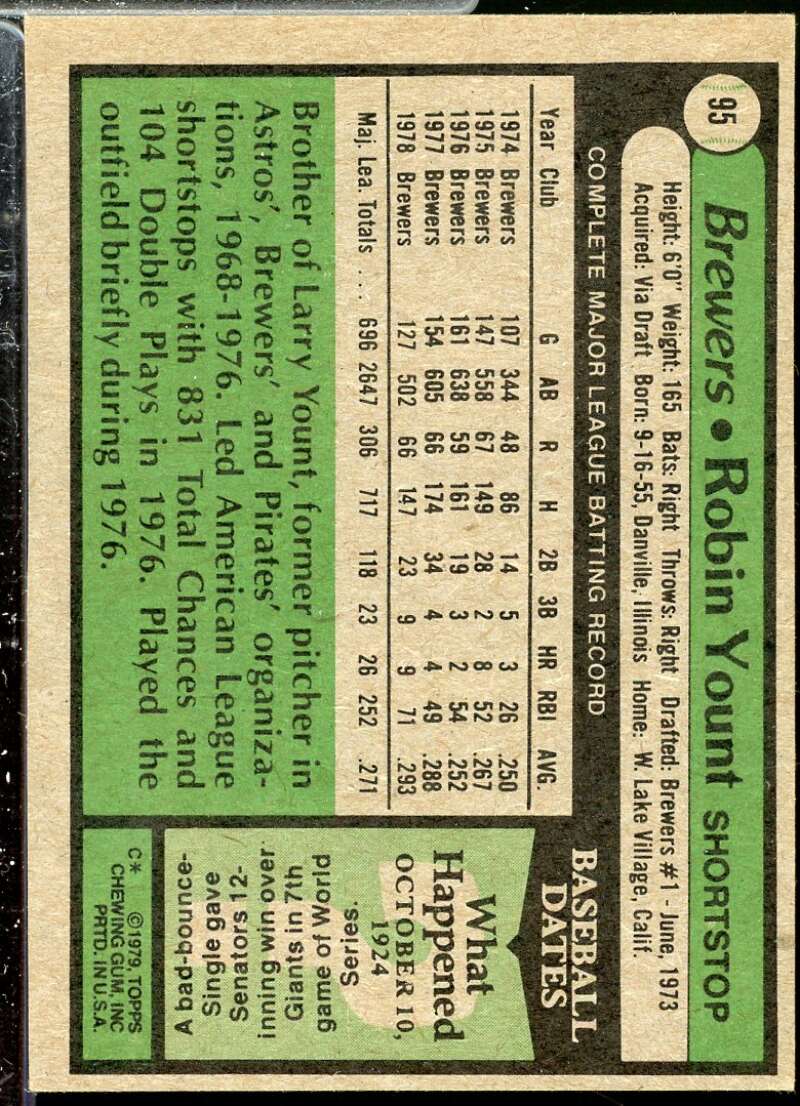 95
Brewers • Robin Yount SHORTSTOP
Height: 6'0" Weight: 165 Bats: Right Throws: Right Drafted: Brewers #1 - June, 1973
Acquired: Via Draft Born: 9-16-55, Danville, Illinois Home: W. Lake Village, Calif.
COMPLETE MAJOR LEAGUE BATTING RECORD
Year Club G AB R H 2B 3B HR RBI AVG.
1974 Brewers 107 344 48 86 14 5 3 26 .250
1975 Brewers 147 558 67 149 28 2 8 52 .267
1976 Brewers 161 638 59 161 19 3 2 54 .252
1977 Brewers 154 605 66 174 34 4 4 49 .288
1978 Brewers 127 502 66 147 23 9 9 71 .293
Maj. Lea. Totals ... 696 2647 306 717 118 23 26 252 .271
Brother of Larry Yount, former pitcher in
Astros', Brewers' and Pirates' organiza-
tions, 1968-1976. Led American League
shortstops with 831 Total Chances and
104 Double Plays in 1976. Played the
outfield briefly during 1976.
BASEBALL
DATES
What
Happened
OCTOBER 10,
1924
A bad-bounce-
Single gave
Senators 12-
inning win over
Giants in 7th
game of World
Series.
C* ©1979, TOPPS
CHEWING GUM, INC
PRTD. IN U.S.A.